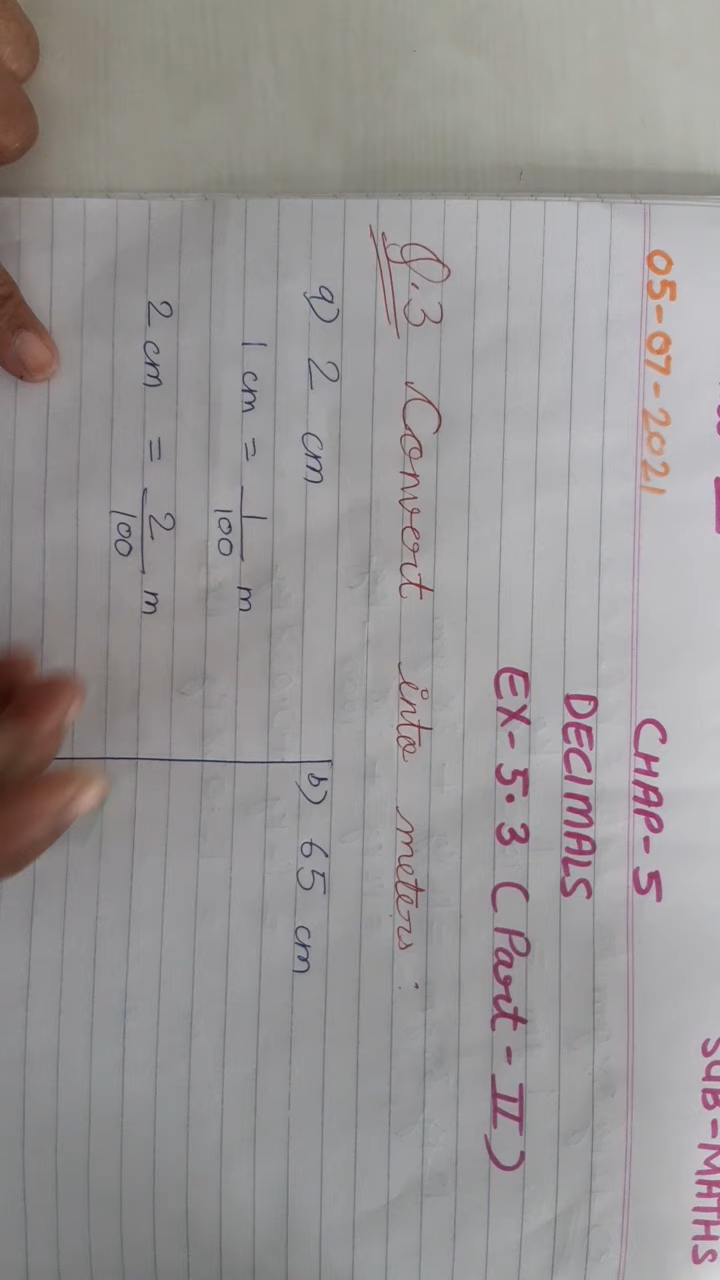 SUB-MATHS
05-07-2021
CHAP-5
DECIMALS
EX-5.3 (Part-II)
Q.3 Convert into meters:
a) 2 cm
1 cm = 1/100 m
2 cm = 2/100 m
b) 65 cm